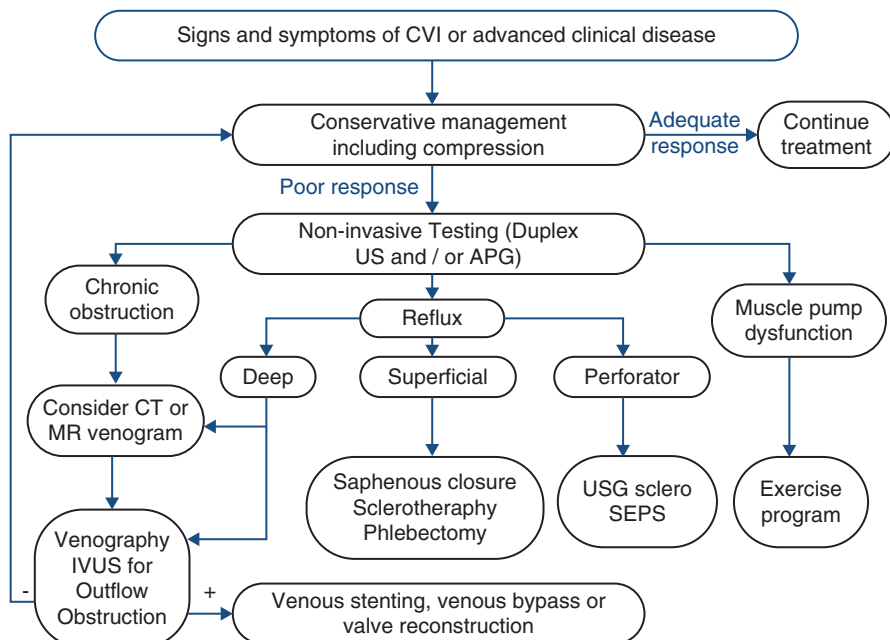 Signs and symptoms of CVI or advanced clinical disease
Conservative management
including compression
Adequate
response
Continue
treatment
Poor response
Non-invasive Testing (Duplex
US and / or APG)
Chronic
obstruction
Reflux
Muscle pump
dysfunction
Deep
Superficial
Perforator
Consider CT or
MR venogram
Saphenous closure
Sclerotheraphy
Phlebectomy
USG sclero
SEPS
Exercise
program
Venography
IVUS for
Outflow
Obstruction
-
+
Venous stenting, venous bypass or
valve reconstruction